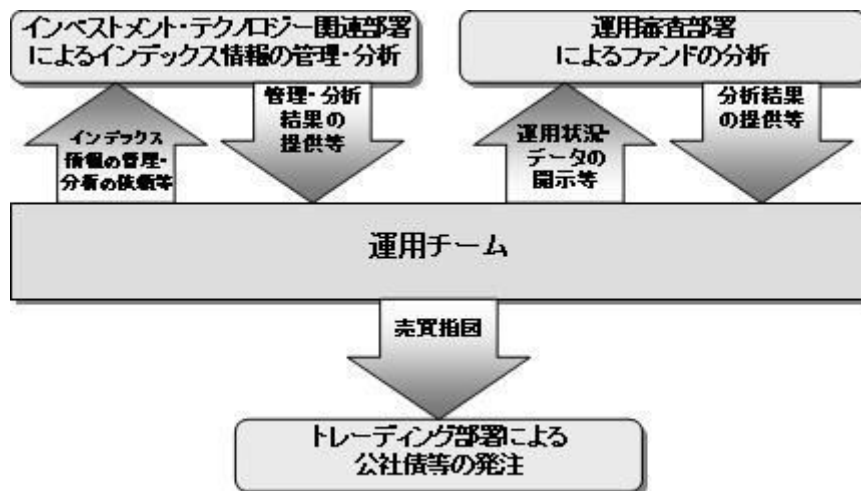 インベストメント・テクノロジー関連部署
によるインデックス情報の管理・分析
運用審査部署
によるファンドの分析
インデックス
情報の管理・
分析の依頼等
管理・分析
結果の
提供等
運用状況・
データの
開示等
分析結果
の提供等
運用チーム
売買指図
トレーディング部署による
公社債等の発注